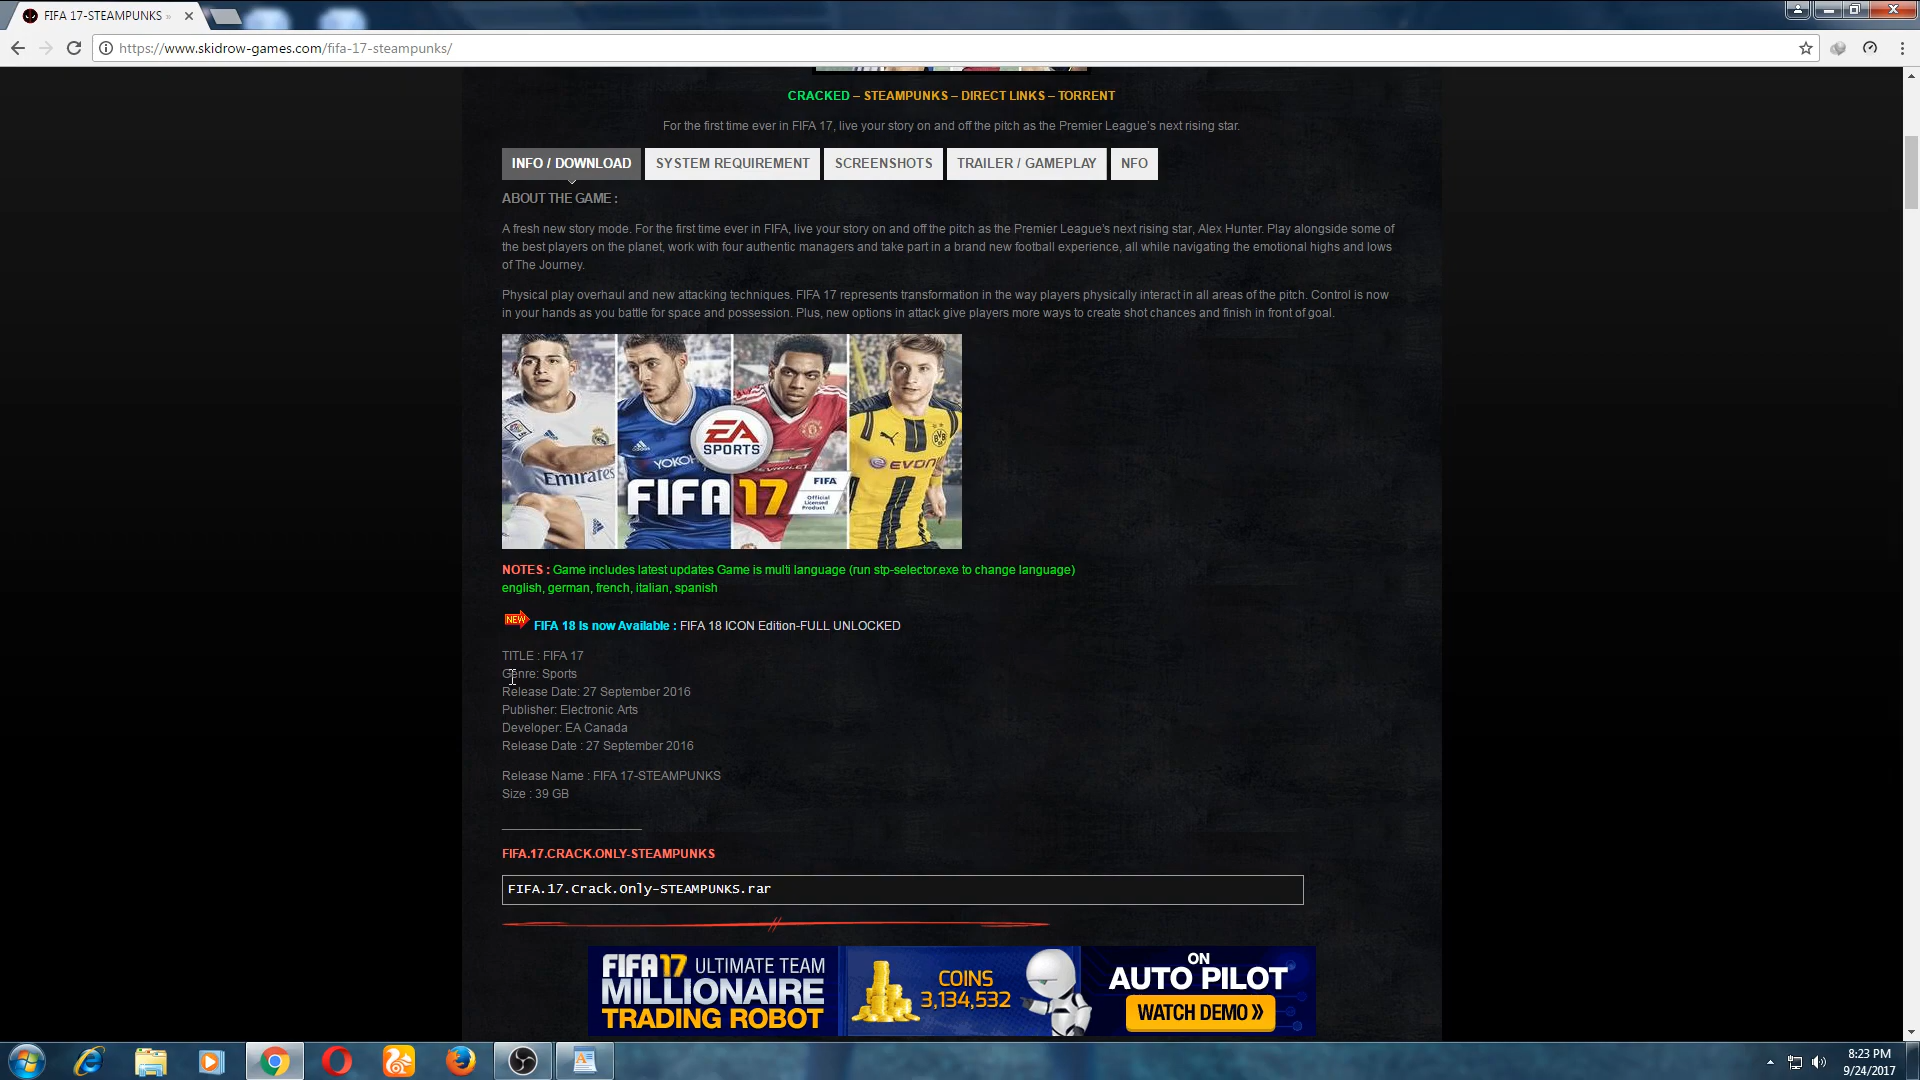 FIFA 17-STEAMPUNKS »
https://www.skidrow-games.com/fifa-17-steampunks/
CRACKED – STEAMPUNKS – DIRECT LINKS – TORRENT
For the first time ever in FIFA 17, live your story on and off the pitch as the Premier League's next rising star.
INFO / DOWNLOAD
SYSTEM REQUIREMENT
SCREENSHOTS
TRAILER / GAMEPLAY
NFO
ABOUT THE GAME :
A fresh new story mode. For the first time ever in FIFA, live your story on and off the pitch as the Premier League's next rising star, Alex Hunter. Play alongside some of
the best players on the planet, work with four authentic managers and take part in a brand new football experience, all while navigating the emotional highs and lows
of The Journey.
Physical play overhaul and new attacking techniques. FIFA 17 represents transformation in the way players physically interact in all areas of the pitch. Control is now
in your hands as you battle for space and possession. Plus, new options in attack give players more ways to create shot chances and finish in front of goal.
Emirates
YOKO
CHEVROLET
EVONI
BVB
09
EA
SPORTS
FIFA 17
FIFA
Official
Licensed
Product
NOTES : Game includes latest updates Game is multi language (run stp-selector.exe to change language)
english, german, french, italian, spanish
NEW FIFA 18 Is now Available : FIFA 18 ICON Edition-FULL UNLOCKED
TITLE : FIFA 17
Genre: Sports
Release Date: 27 September 2016
Publisher: Electronic Arts
Developer: EA Canada
Release Date : 27 September 2016
Release Name : FIFA 17-STEAMPUNKS
Size : 39 GB
FIFA.17.CRACK.ONLY-STEAMPUNKS
FIFA.17.Crack.Only-STEAMPUNKS.rar
FIFA 17 ULTIMATE TEAM
MILLIONAIRE
TRADING ROBOT
COINS
3,134,532
ON
AUTO PILOT
WATCH DEMO »
8:23 PM
9/24/2017